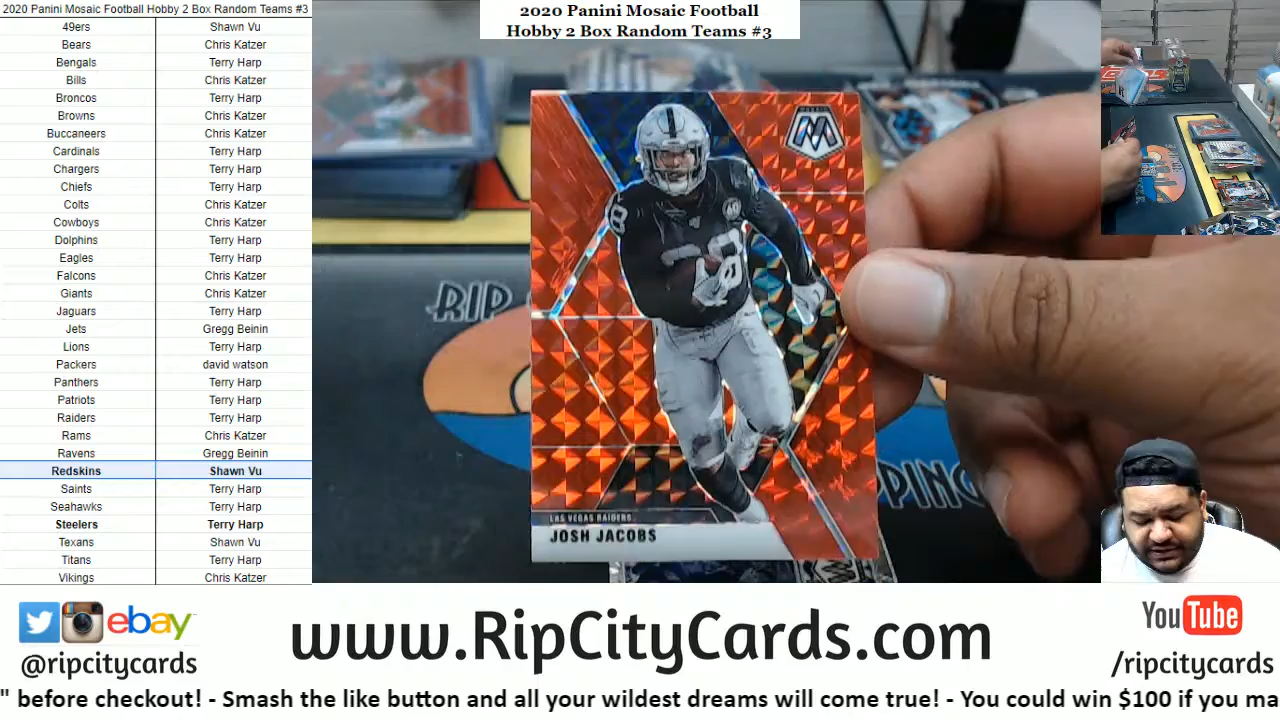 2020 Panini Mosaic Football Hobby 2 Box Random Teams #3
49ers Shawn Vu
Bears Chris Katzer
Bengals Terry Harp
Bills Chris Katzer
Broncos Terry Harp
Browns Chris Katzer
Buccaneers Chris Katzer
Cardinals Terry Harp
Chargers Terry Harp
Chiefs Terry Harp
Colts Chris Katzer
Cowboys Chris Katzer
Dolphins Terry Harp
Eagles Terry Harp
Falcons Chris Katzer
Giants Chris Katzer
Jaguars Terry Harp
Jets Gregg Beinin
Lions Terry Harp
Packers david watson
Panthers Terry Harp
Patriots Terry Harp
Raiders Terry Harp
Rams Chris Katzer
Ravens Gregg Beinin
Redskins Shawn Vu
Saints Terry Harp
Seahawks Terry Harp
Steelers Terry Harp
Texans Shawn Vu
Titans Terry Harp
Vikings Chris Katzer
2020 Panini Mosaic Football
Hobby 2 Box Random Teams #3
MOSAIC
M
28
28
RIP
PPING
LAS VEGAS RAIDERS
JOSH JACOBS
ebay
@ripcitycards
www.RipCityCards.com
YouTube
/ripcitycards
" before checkout! - Smash the like button and all your wildest dreams will come true! - You could win $100 if you ma